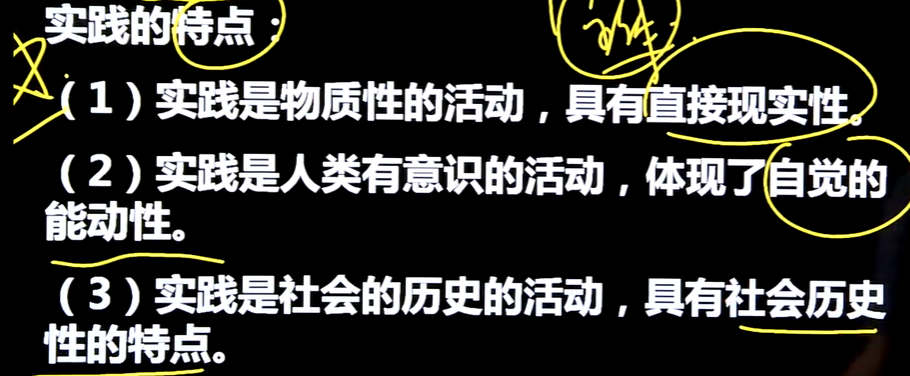 实践的特点：
（1）实践是物质性的活动，具有直接现实性。
（2）实践是人类有意识的活动，体现了自觉的
能动性。
（3）实践是社会的历史的活动，具有社会历史
性的特点。